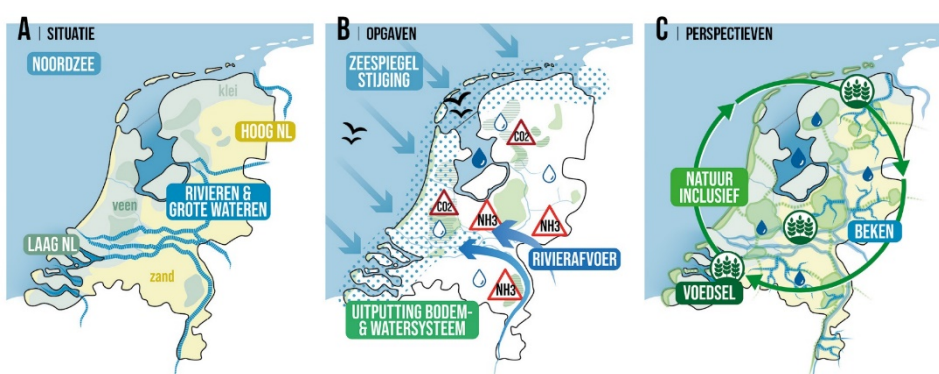 A | SITUATIE
NOORDZEE
klei
HOOG NL
RIVIEREN &
GROTE WATEREN
veen
LAAG NL
zand
B | OPGAVEN
ZEESPIEGEL
STIJGING
CO2
CO2
NH3
NH3
RIVIERAFVOER
NH3
UITPUTTING BODEM-
& WATERSYSTEEM
C | PERSPECTIEVEN
NATUUR
INCLUSIEF
BEKEN
VOEDSEL